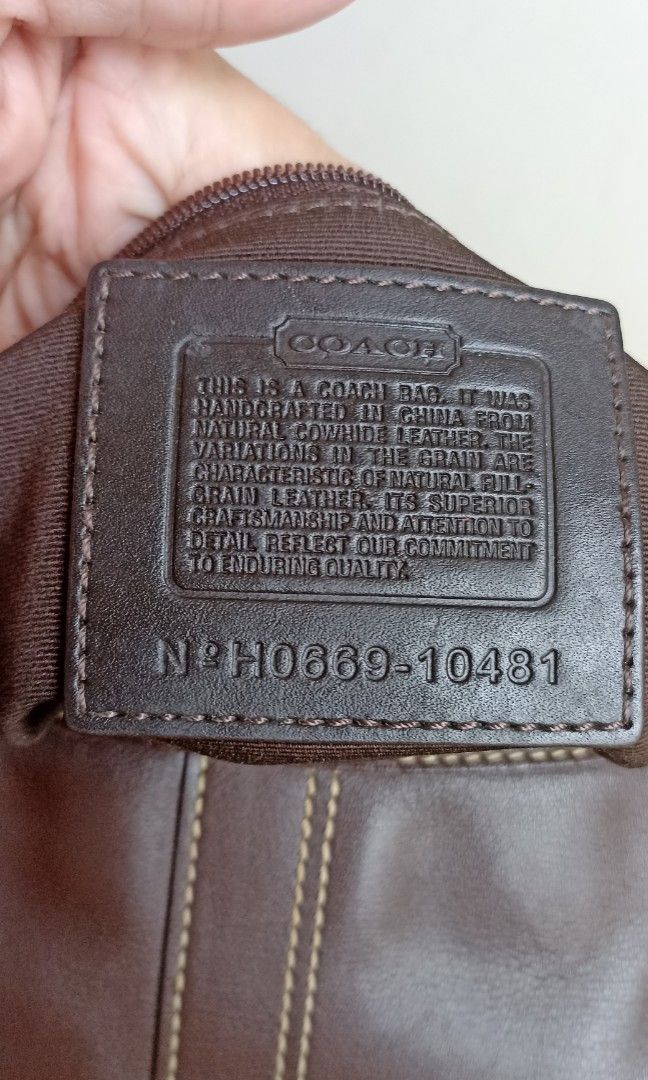 COACH
THIS IS A COACH BAG. IT WAS
HANDCRAFTED IN CHINA FROM
NATURAL COWHIDE LEATHER. THE
VARIATIONS IN THE GRAIN ARE
CHARACTERISTIC OF NATURAL FULL-
GRAIN LEATHER. ITS SUPERIOR
CRAFTSMANSHIP AND ATTENTION TO
DETAIL REFLECT OUR COMMITMENT
TO ENDURING QUALITY.
Nº H0669-10481